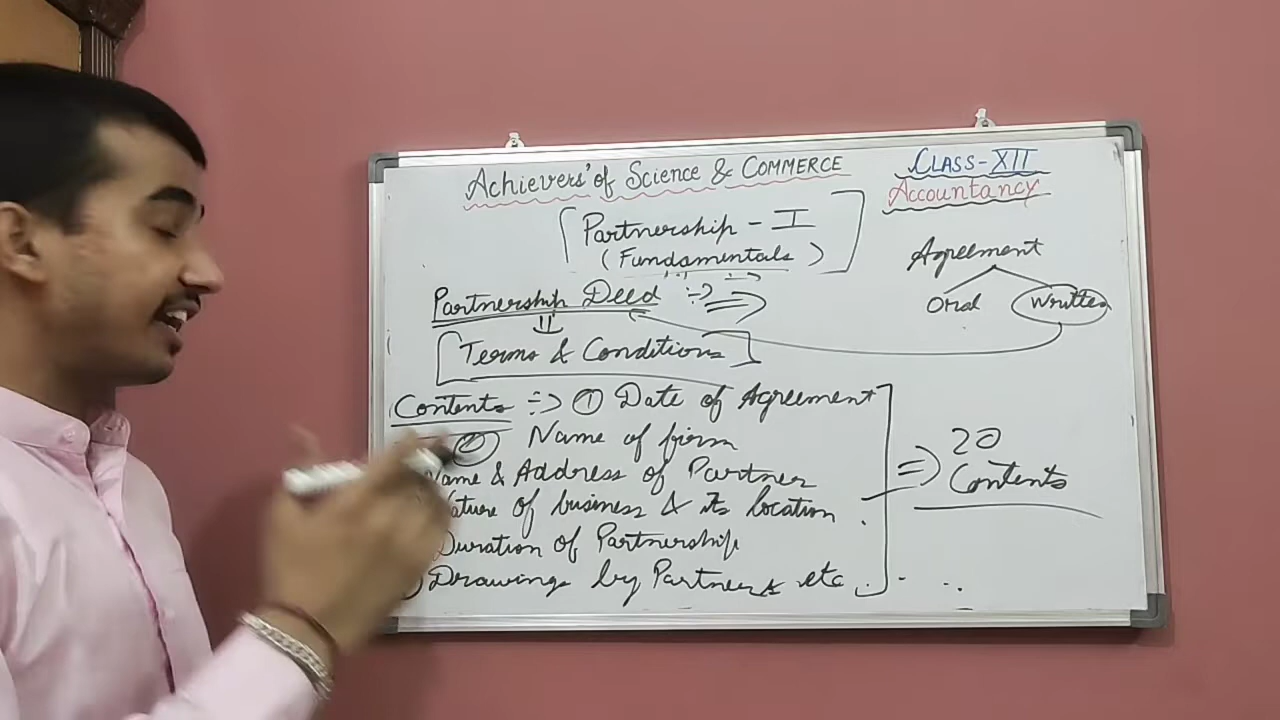 Achievers' of Science & Commerce
Class-XII
Accountancy
[Partnership - I
(Fundamentals)]
Agreement
Oral Written
Partnership Deed :- ⇒
⇓
[Terms & Conditions]
Contents ÷> ① Date of Agreement
② Name of firm
Name & Address of Partner
Nature of business & its location.
Duration of Partnership
Drawings by Partners etc...
⇒ 20
Contents